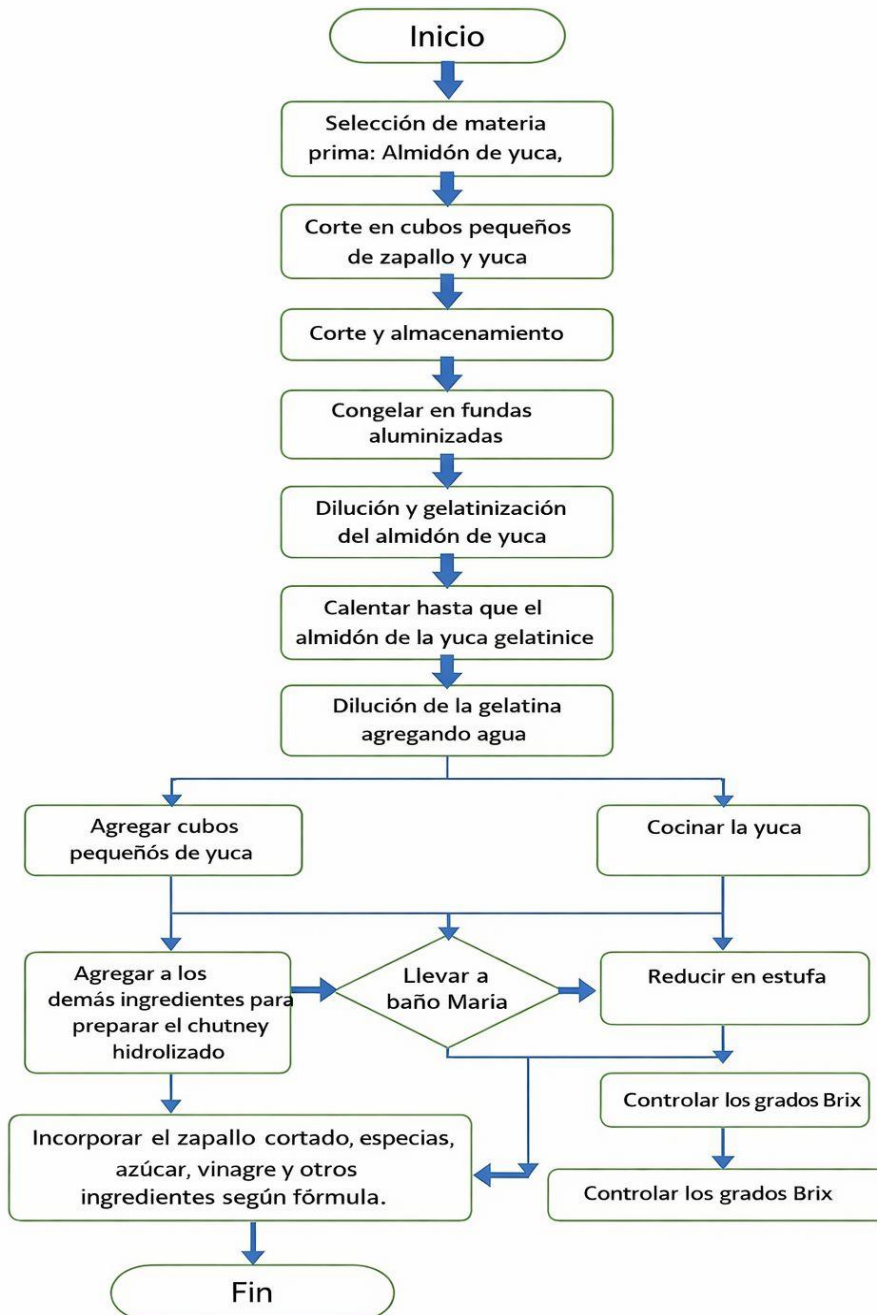 Inicio
Selección de materia
prima: Almidón de yuca,
Corte en cubos pequeños
de zapallo y yuca
Corte y almacenamiento
Congelar en fundas
aluminizadas
Dilución y gelatinización
del almidón de yuca
Calentar hasta que el
almidón de la yuca gelatinice
Dilución de la gelatina
agregando agua
Agregar cubos
pequeñós de yuca
Cocinar la yuca
Agregar a los
demás ingredientes para
preparar el chutney
hidrolizado
Llevar a
baño Maria
Reducir en estufa
Controlar los grados Brix
Incorporar el zapallo cortado, especias,
azúcar, vinagre y otros
ingredientes según fórmula.
Controlar los grados Brix
Fin